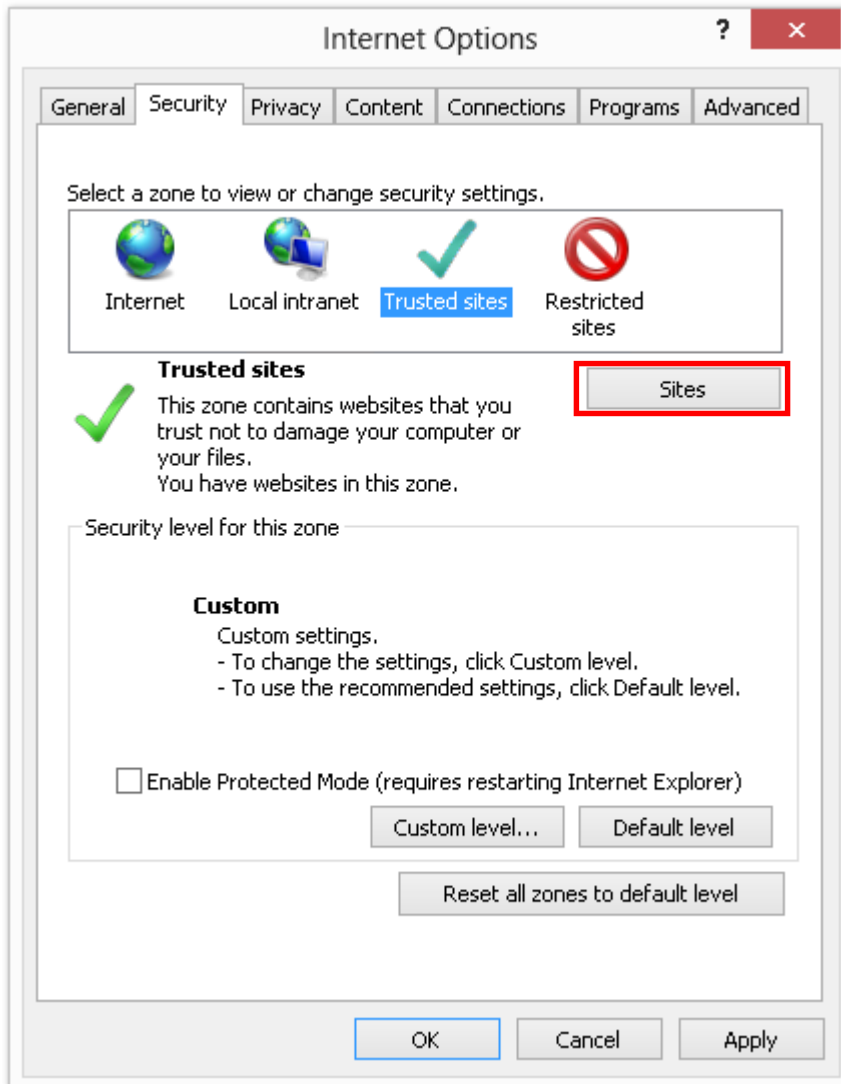 Internet Options
?
General Security Privacy Content Connections Programs Advanced
Select a zone to view or change security settings.
Internet Local intranet Trusted sites Restricted
sites
Trusted sites
Sites
This zone contains websites that you
trust not to damage your computer or
your files.
You have websites in this zone.
Security level for this zone
Custom
Custom settings.
- To change the settings, click Custom level.
- To use the recommended settings, click Default level.
Enable Protected Mode (requires restarting Internet Explorer)
Custom level... Default level
Reset all zones to default level
OK Cancel Apply